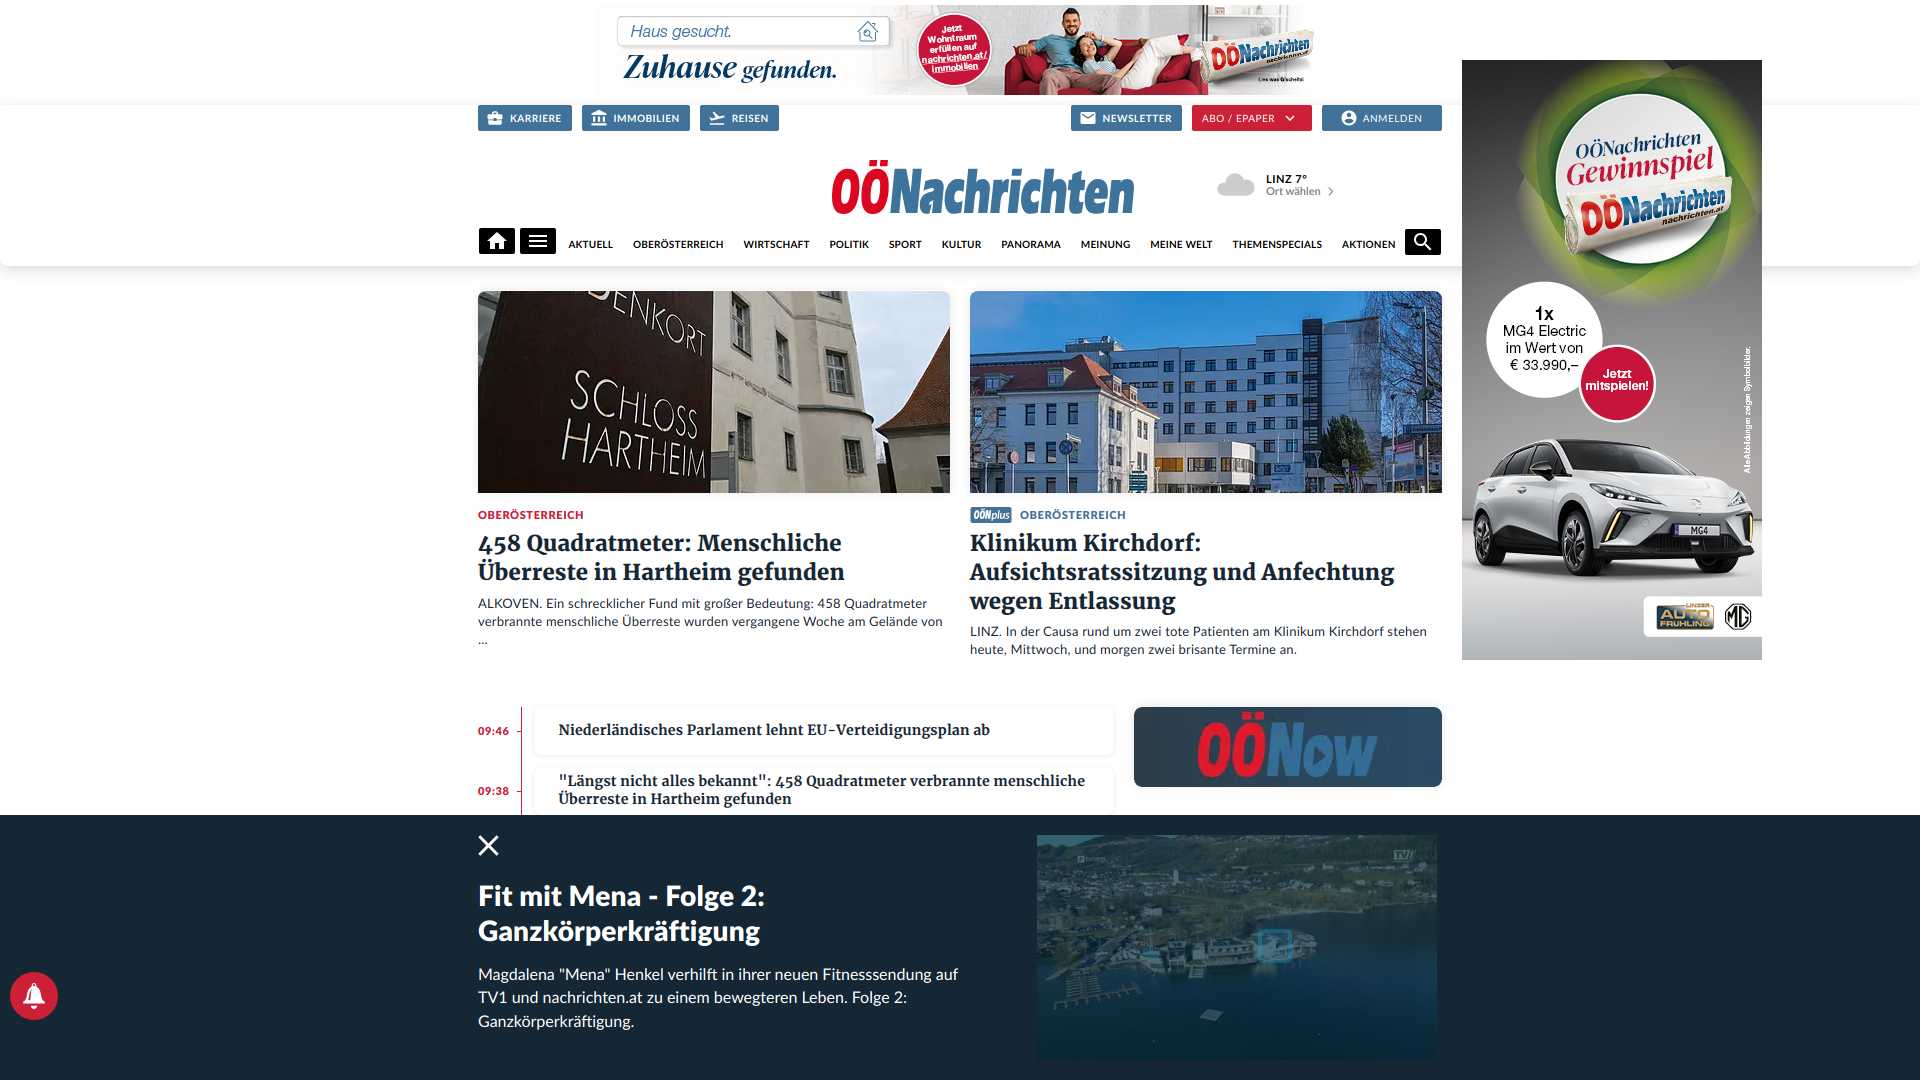 Haus gesucht.
Zuhause gefunden.
Jetzt
Wohntraum
erfüllen auf
nachrichten.at/
immobilien
OÖNachrichten
nachrichten.at
Lies was G'scheits!
KARRIERE
IMMOBILIEN
REISEN
NEWSLETTER
ABO / EPAPER
ANMELDEN
OÖNachrichten
LINZ 7°
Ort wählen
AKTUELL
OBERÖSTERREICH
WIRTSCHAFT
POLITIK
SPORT
KULTUR
PANORAMA
MEINUNG
MEINE WELT
THEMENSPECIALS
AKTIONEN
OÖNachrichten
Gewinnspiel
OÖNachrichten
nachrichten.at
1x
MG4 Electric
im Wert von
€ 33.990,–
Jetzt
mitspielen!
Alle Abbildungen zeigen Symbolbilder.
MG4
LINZER
AUTO
FRÜHLING
MG
ENKORT
SCHLOSS
HARTHEIM
OBERÖSTERREICH
458 Quadratmeter: Menschliche
Überreste in Hartheim gefunden
ALKOVEN. Ein schrecklicher Fund mit großer Bedeutung: 458 Quadratmeter
verbrannte menschliche Überreste wurden vergangene Woche am Gelände von
...
OÖNplus OBERÖSTERREICH
Klinikum Kirchdorf:
Aufsichtsratssitzung und Anfechtung
wegen Entlassung
LINZ. In der Causa rund um zwei tote Patienten am Klinikum Kirchdorf stehen
heute, Mittwoch, und morgen zwei brisante Termine an.
09:46
Niederländisches Parlament lehnt EU-Verteidigungsplan ab
09:38
"Längst nicht alles bekannt": 458 Quadratmeter verbrannte menschliche
Überreste in Hartheim gefunden
OÖNow
Fit mit Mena - Folge 2:
Ganzkörperkräftigung
Magdalena "Mena" Henkel verhilft in ihrer neuen Fitnesssendung auf
TV1 und nachrichten.at zu einem bewegteren Leben. Folge 2:
Ganzkörperkräftigung.
TV1